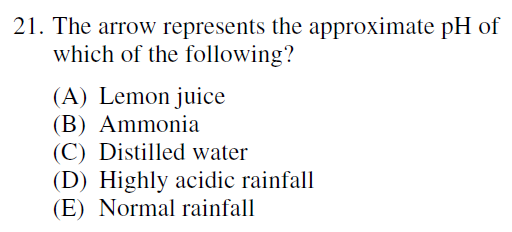 21. The arrow represents the approximate pH of
which of the following?
(A) Lemon juice
(B) Ammonia
(C) Distilled water
(D) Highly acidic rainfall
(E) Normal rainfall